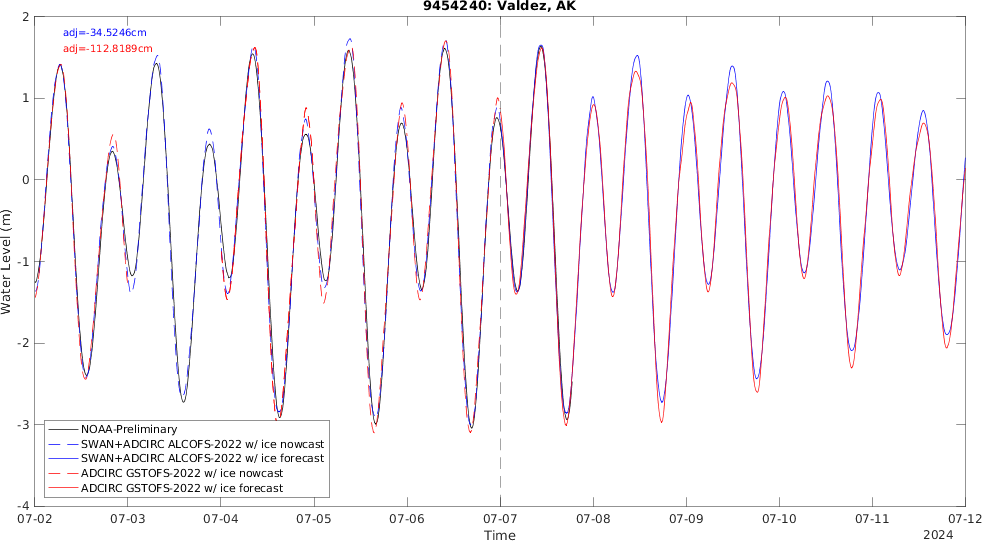 9454240: Valdez, AK
adj=-34.5246cm
adj=-112.8189cm
2
1
0
-1
-2
-3
-4
Water Level (m)
NOAA-Preliminary
SWAN+ADCIRC ALCOFS-2022 w/ ice nowcast
SWAN+ADCIRC ALCOFS-2022 w/ ice forecast
ADCIRC GSTOFS-2022 w/ ice nowcast
ADCIRC GSTOFS-2022 w/ ice forecast
07-02 07-03 07-04 07-05 07-06 07-07 07-08 07-09 07-10 07-11 07-12
Time
2024